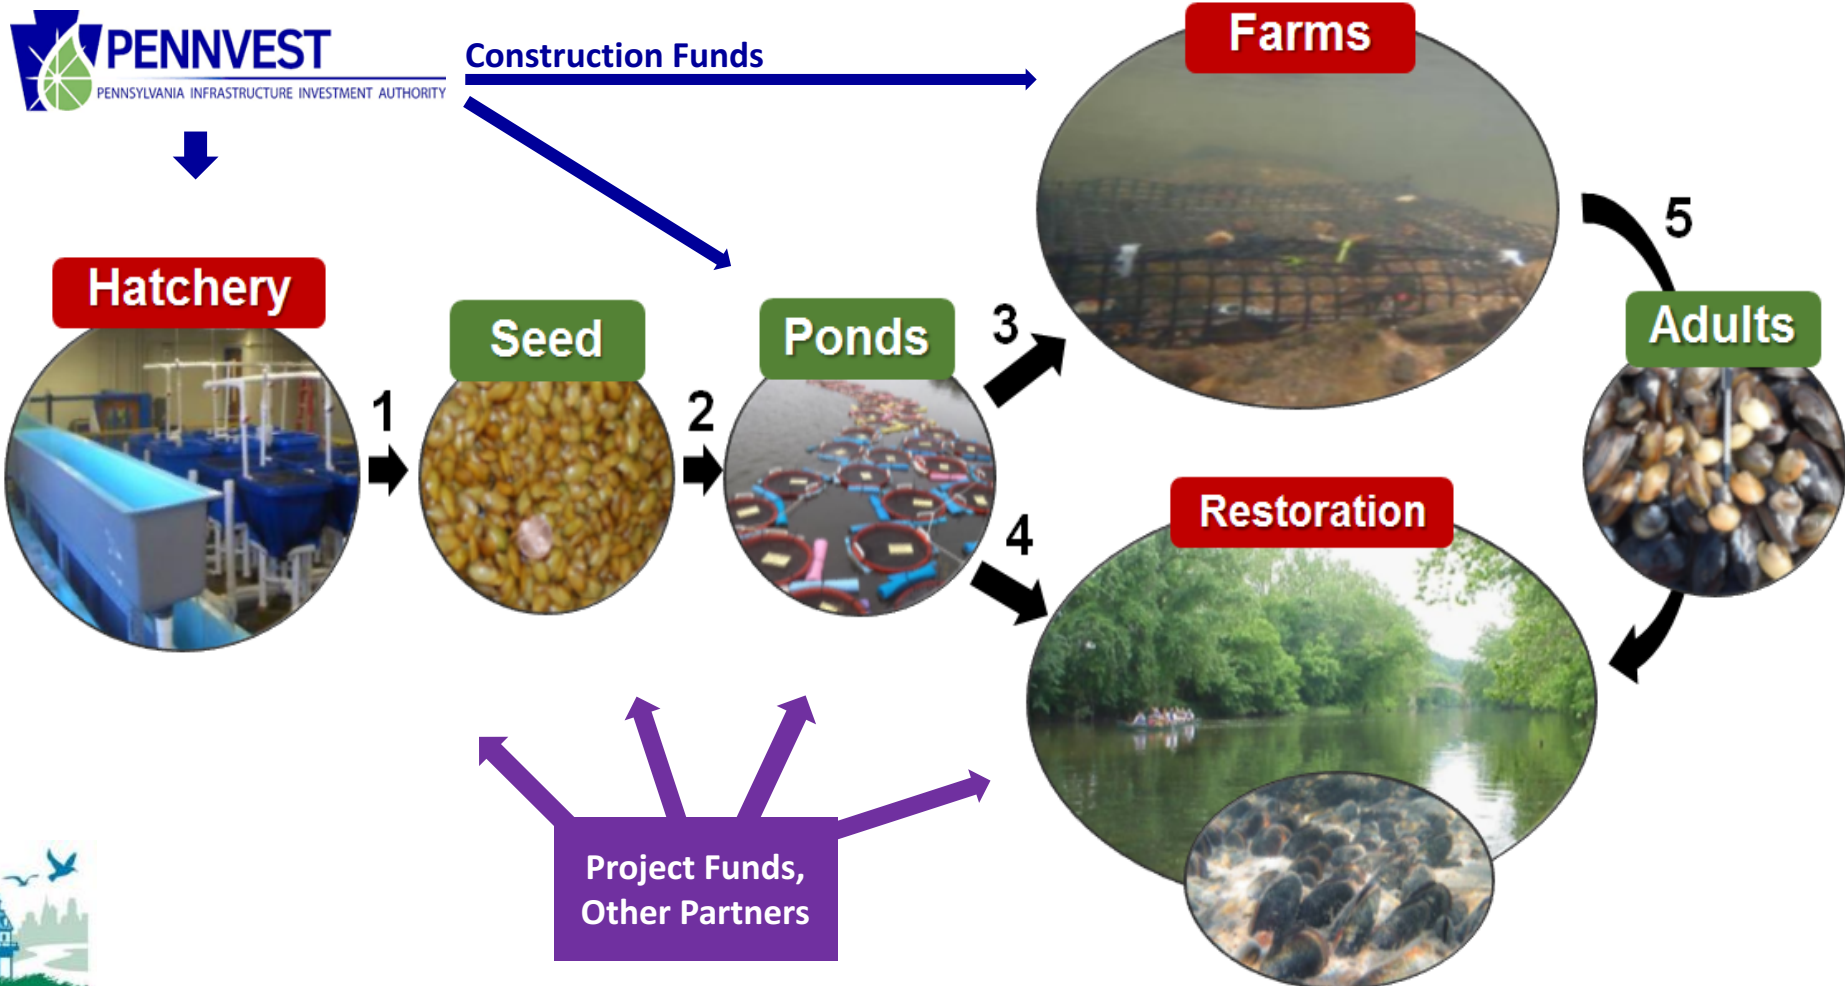 PENNVEST
PENNSYLVANIA INFRASTRUCTURE INVESTMENT AUTHORITY
Construction Funds
Farms
5
Hatchery
Seed
Ponds
3
Adults
1
2
Restoration
4
Project Funds,
Other Partners